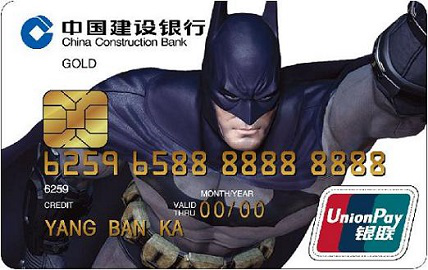 中国建设银行
China Construction Bank
GOLD
6259 6588 8888 8888
6259
MONTH/YEAR
CREDIT VALID THRU 00/00
YANG BAN KA
UnionPay
银联